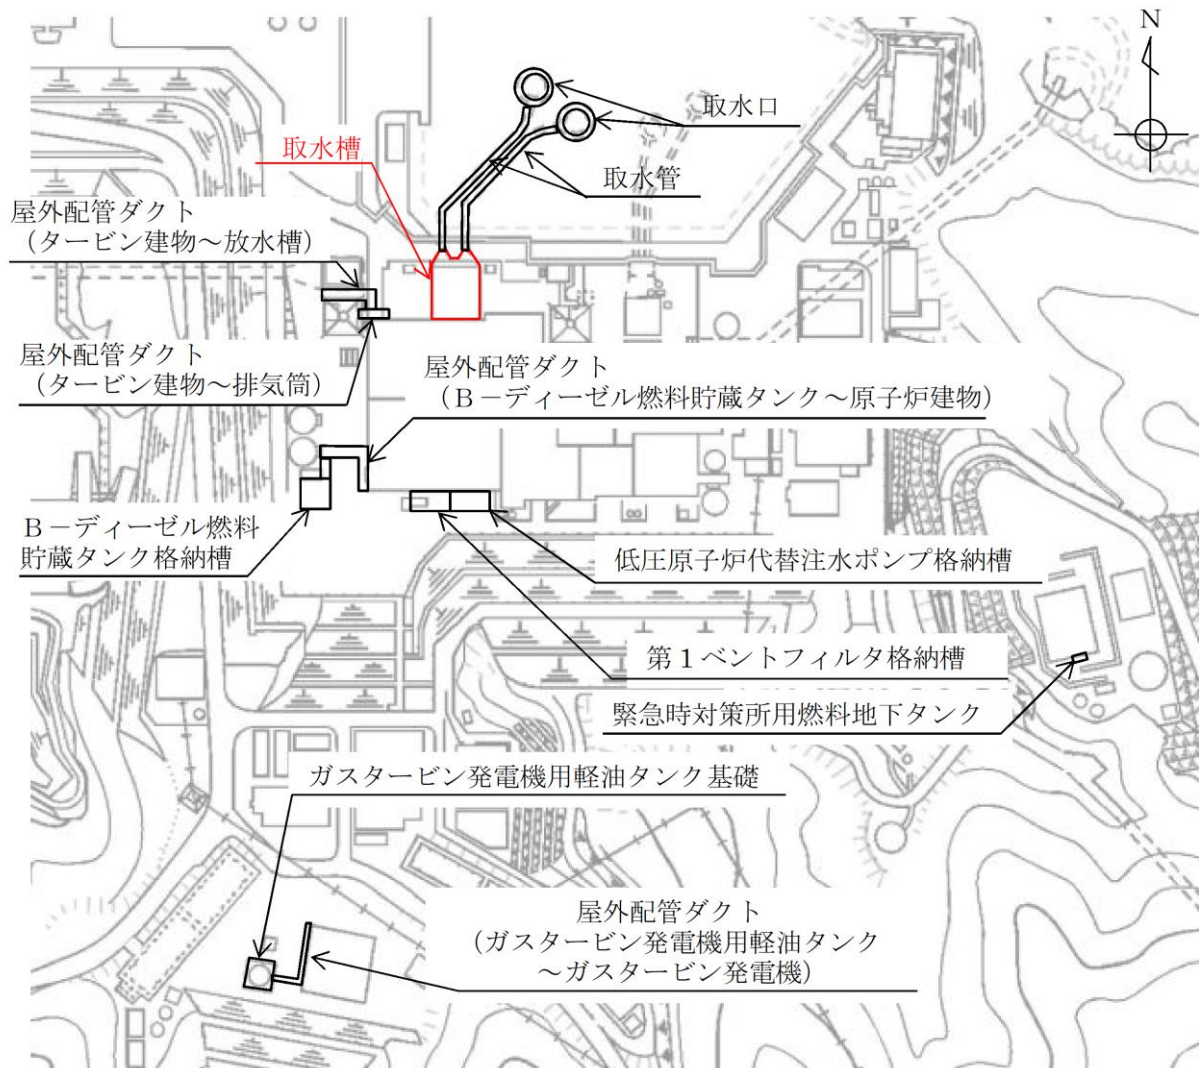 N
取水口
取水槽
取水管
屋外配管ダクト
（タービン建物～放水槽）
屋外配管ダクト
（タービン建物～排気筒）
屋外配管ダクト
（Ｂ－ディーゼル燃料貯蔵タンク～原子炉建物）
Ｂ－ディーゼル燃料
貯蔵タンク格納槽
低圧原子炉代替注水ポンプ格納槽
第１ベントフィルタ格納槽
緊急時対策所用燃料地下タンク
ガスタービン発電機用軽油タンク基礎
屋外配管ダクト
（ガスタービン発電機用軽油タンク
～ガスタービン発電機）